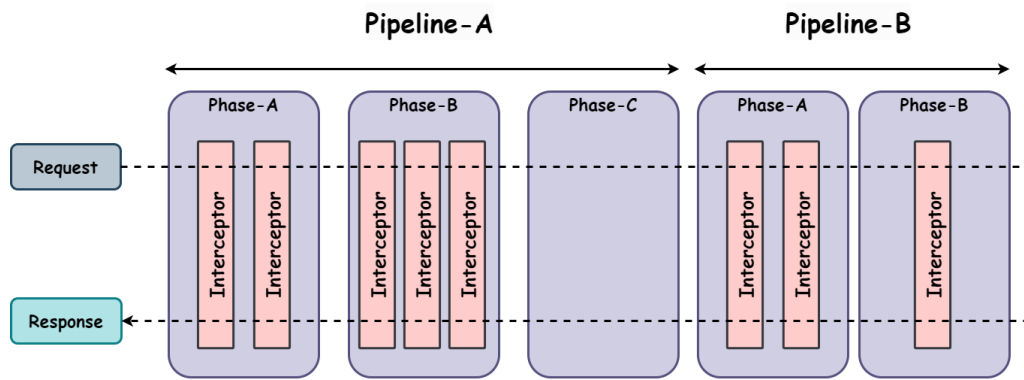 Pipeline-A
Pipeline-B
Phase-A
Phase-B
Phase-C
Phase-A
Phase-B
Request
Interceptor
Interceptor
Interceptor
Interceptor
Interceptor
Interceptor
Interceptor
Interceptor
Response